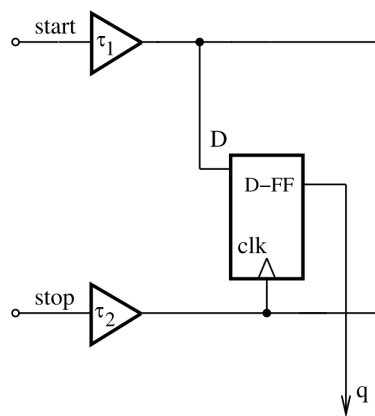 start
τ1
D
D-FF
clk
stop
τ2
q